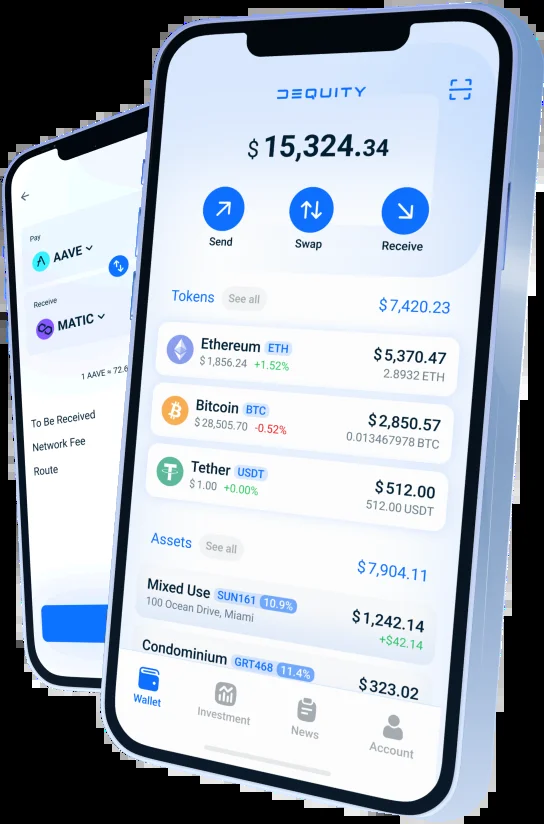 DEQUITY
$ 15,324.34
Send
Swap
Receive
Tokens See all $7,420.23
Ethereum ETH $5,370.47
$1,856.24 +1.52% 2.8932 ETH
Bitcoin BTC $2,850.57
$28,505.70 -0.52% 0.013467978 BTC
Tether USDT $512.00
$1.00 +0.00% 512.00 USDT
Assets See all $7,904.11
Mixed Use SUN161 10.9% $1,242.14
100 Ocean Drive, Miami +$42.14
Condominium GRT468 11.4% $323.02
Wallet
Investment
News
Account
Pay
AAVE
Receive
MATIC
1 AAVE ≈ 72.6
To Be Received
Network Fee
Route